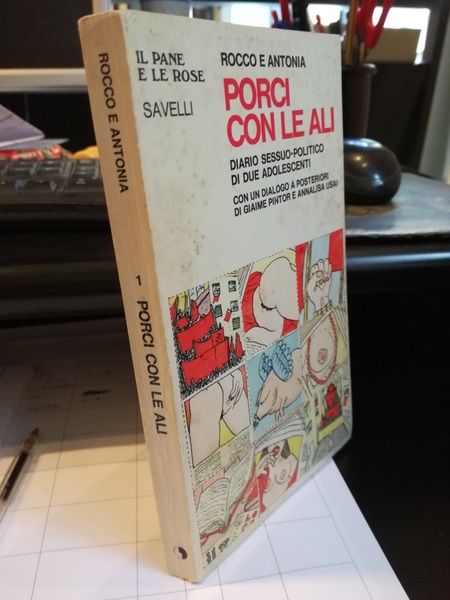 ROCCO E ANTONIA
1
PORCI CON LE ALI
IL PANE
E LE ROSE
SAVELLI
ROCCO E ANTONIA
PORCI
CON LE ALI
DIARIO SESSUO-POLITICO
DI DUE ADOLESCENTI
CON UN DIALOGO A POSTERIORI
DI GIAIME PINTOR E ANNALISA USAI